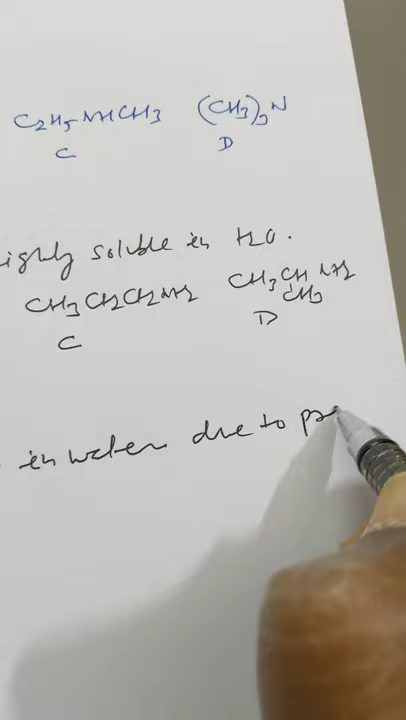 C2H5NHCH3 (CH3)3N
C D
ighly soluble in H2O.
CH3CH2CH2NH2 CH3CHNH2
CH3
C D
in water due to